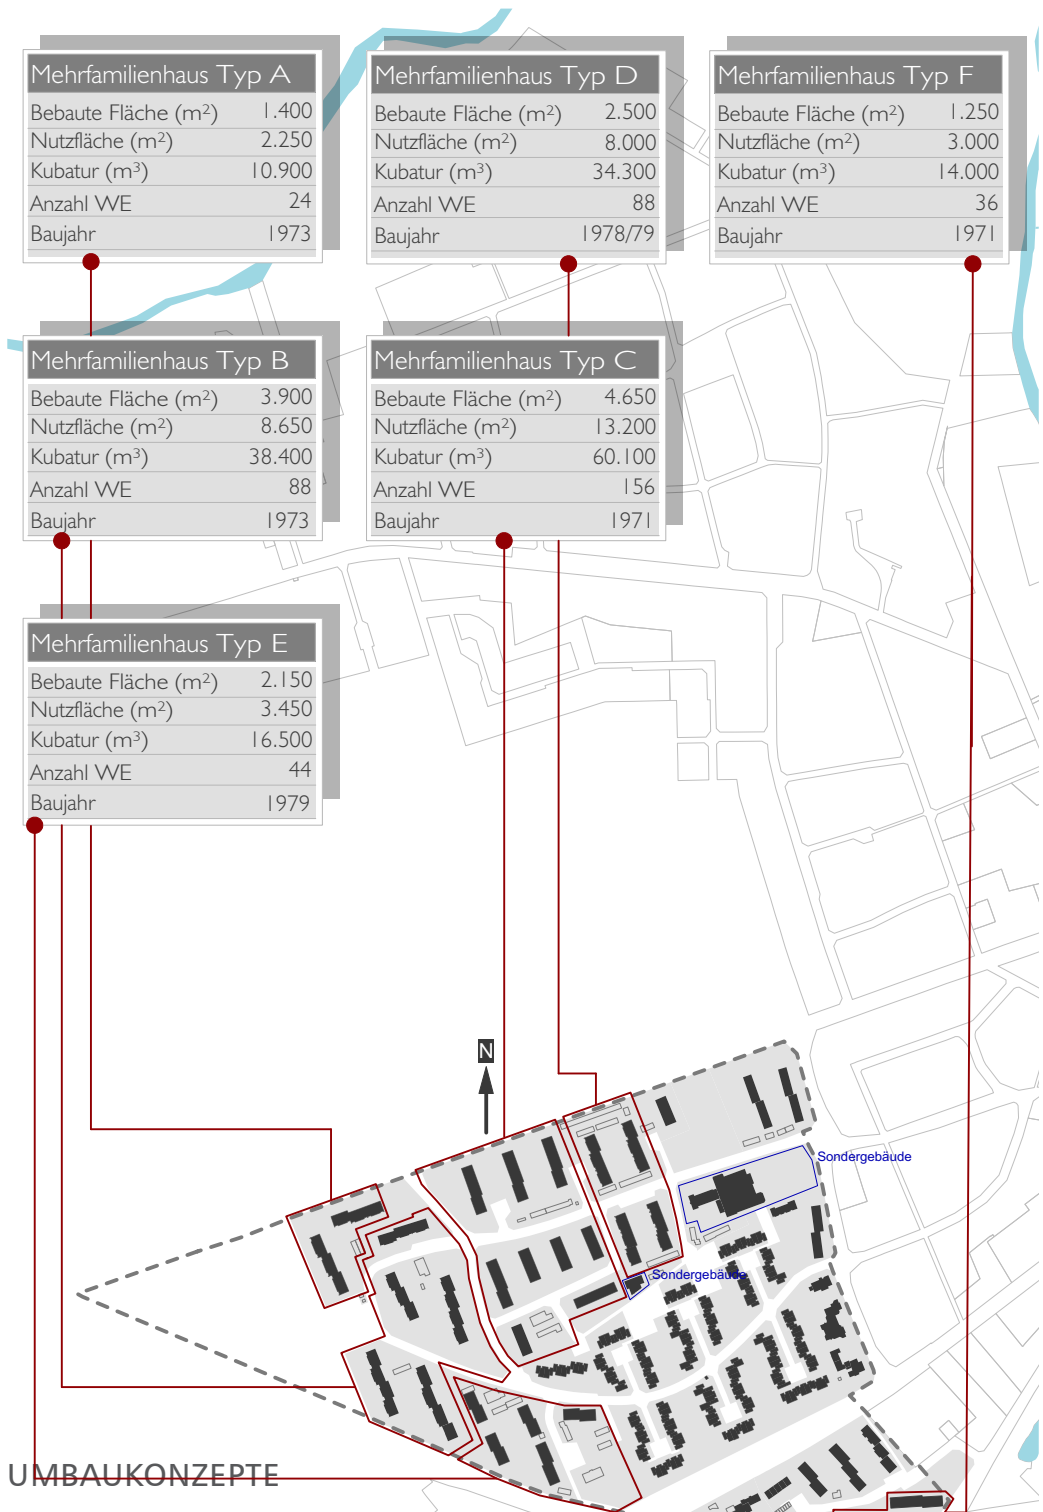 Mehrfamilienhaus Typ A
Bebaute Fläche (m²) 1.400
Nutzfläche (m²) 2.250
Kubatur (m³) 10.900
Anzahl WE 24
Baujahr 1973
Mehrfamilienhaus Typ D
Bebaute Fläche (m²) 2.500
Nutzfläche (m²) 8.000
Kubatur (m³) 34.300
Anzahl WE 88
Baujahr 1978/79
Mehrfamilienhaus Typ F
Bebaute Fläche (m²) 1.250
Nutzfläche (m²) 3.000
Kubatur (m³) 14.000
Anzahl WE 36
Baujahr 1971
Mehrfamilienhaus Typ B
Bebaute Fläche (m²) 3.900
Nutzfläche (m²) 8.650
Kubatur (m³) 38.400
Anzahl WE 88
Baujahr 1973
Mehrfamilienhaus Typ C
Bebaute Fläche (m²) 4.650
Nutzfläche (m²) 13.200
Kubatur (m³) 60.100
Anzahl WE 156
Baujahr 1971
Mehrfamilienhaus Typ E
Bebaute Fläche (m²) 2.150
Nutzfläche (m²) 3.450
Kubatur (m³) 16.500
Anzahl WE 44
Baujahr 1979
N
Sondergebäude
Sondergebäude
UMBAUKONZEPTE